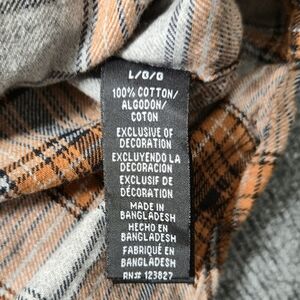 L/G/G
100% COTTON/
ALGODON/
COTON
EXCLUSIVE OF
DECORATION
EXCLUYENDO LA
DECORACION
EXCLUSIF DE
DÉCORATION
MADE IN
BANGLADESH
HECHO EN
BANGLADESH
FABRIQUÉ EN
BANGLADESH
RN# 123827